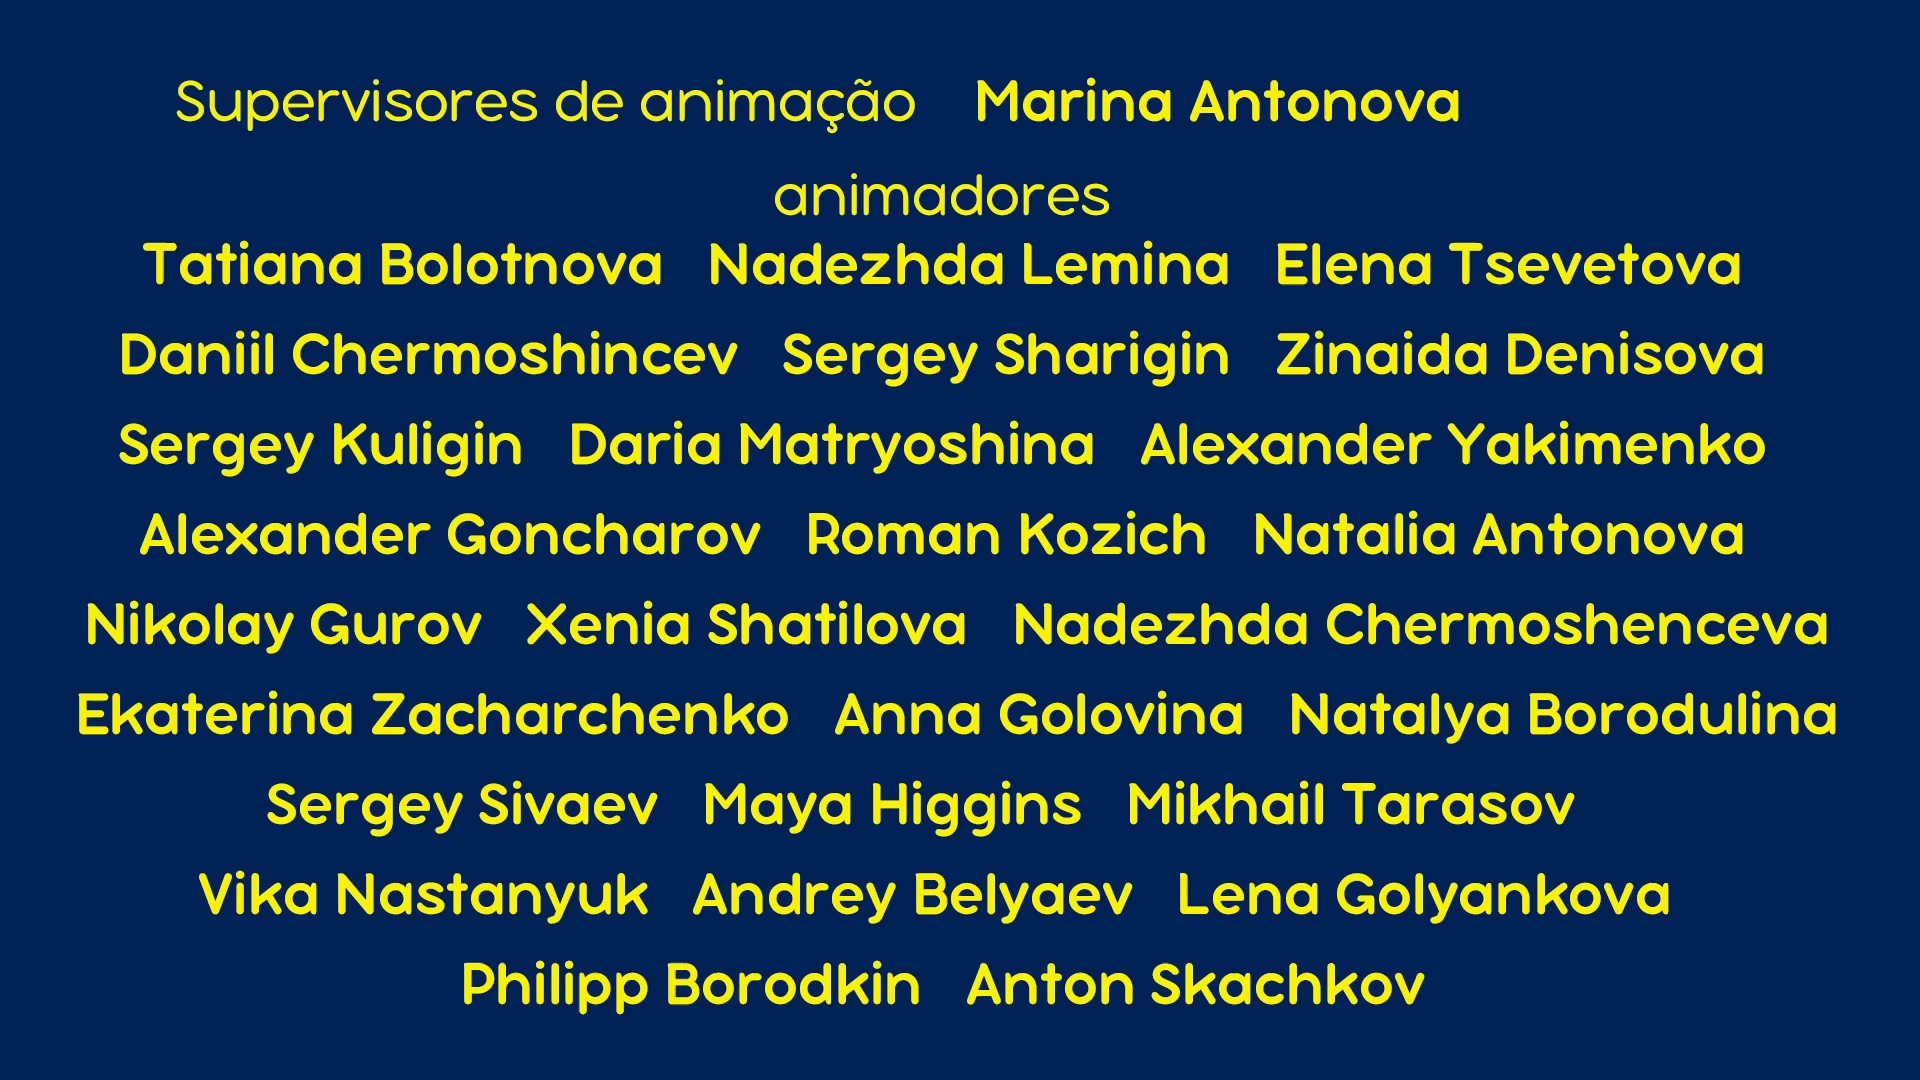 Supervisores de animação Marina Antonova
animadores
Tatiana Bolotnova Nadezhda Lemina Elena Tsevetova
Daniil Chermoshincev Sergey Sharigin Zinaida Denisova
Sergey Kuligin Daria Matryoshina Alexander Yakimenko
Alexander Goncharov Roman Kozich Natalia Antonova
Nikolay Gurov Xenia Shatilova Nadezhda Chermoshenceva
Ekaterina Zacharchenko Anna Golovina Natalya Borodulina
Sergey Sivaev Maya Higgins Mikhail Tarasov
Vika Nastanyuk Andrey Belyaev Lena Golyankova
Philipp Borodkin Anton Skachkov